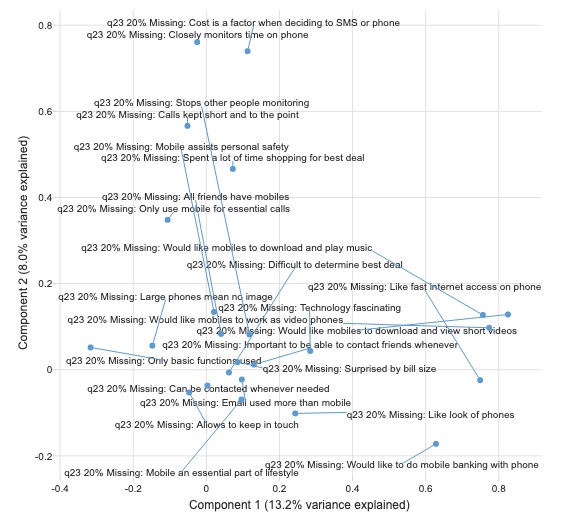 0.8
q23 20% Missing: Cost is a factor when deciding to SMS or phone
q23 20% Missing: Closely monitors time on phone
0.6
q23 20% Missing: Stops other people monitoring
q23 20% Missing: Calls kept short and to the point
q23 20% Missing: Mobile assists personal safety
q23 20% Missing: Spent a lot of time shopping for best deal
0.4
q23 20% Missing: All friends have mobiles
q23 20% Missing: Only use mobile for essential calls
q23 20% Missing: Would like mobiles to download and play music
q23 20% Missing: Difficult to determine best deal
q23 20% Missing: Like fast internet access on phone
0.2
q23 20% Missing: Large phones mean no image
q23 20% Missing: Technology fascinating
q23 20% Missing: Would like mobiles to work as video phones
q23 20% Missing: Would like mobiles to download and view short videos
q23 20% Missing: Important to be able to contact friends whenever
q23 20% Missing: Only basic functions used
0
q23 20% Missing: Surprised by bill size
q23 20% Missing: Can be contacted whenever needed
q23 20% Missing: Email used more than mobile
q23 20% Missing: Like look of phones
q23 20% Missing: Allows to keep in touch
-0.2
q23 20% Missing: Would like to do mobile banking with phone
q23 20% Missing: Mobile an essential part of lifestyle
-0.4
-0.2
0
0.2
0.4
0.6
0.8
Component 1 (13.2% variance explained)
Component 2 (8.0% variance explained)